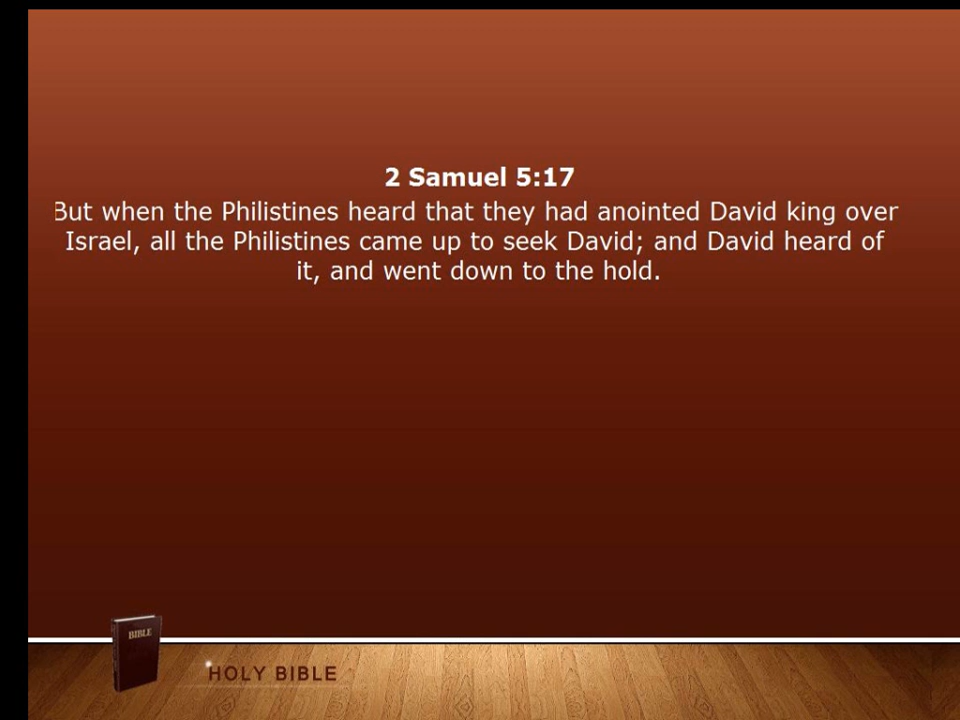 2 Samuel 5:17
But when the Philistines heard that they had anointed David king over
Israel, all the Philistines came up to seek David; and David heard of
it, and went down to the hold.
BIBLE
HOLY BIBLE